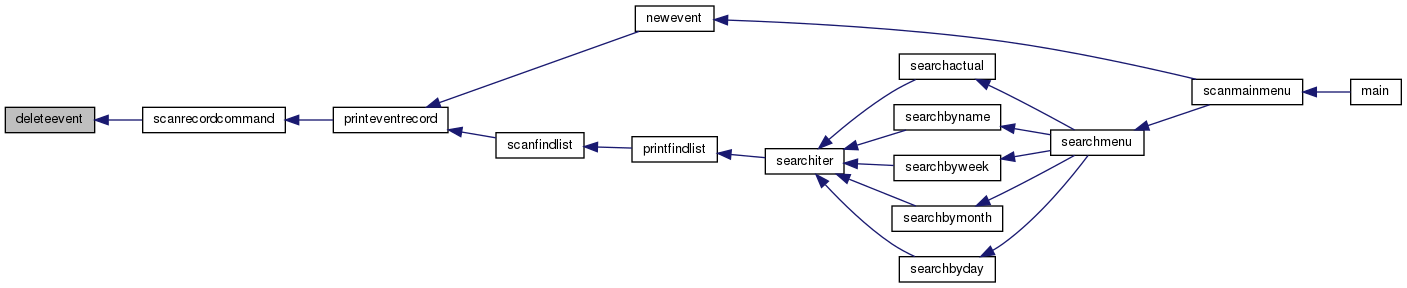 newevent
searchactual
scanmainmenu
main
deleteevent
scanrecordcommand
printeventrecord
searchbyname
scanfindlist
printfindlist
searchiter
searchmenu
searchbyweek
searchbymonth
searchbyday